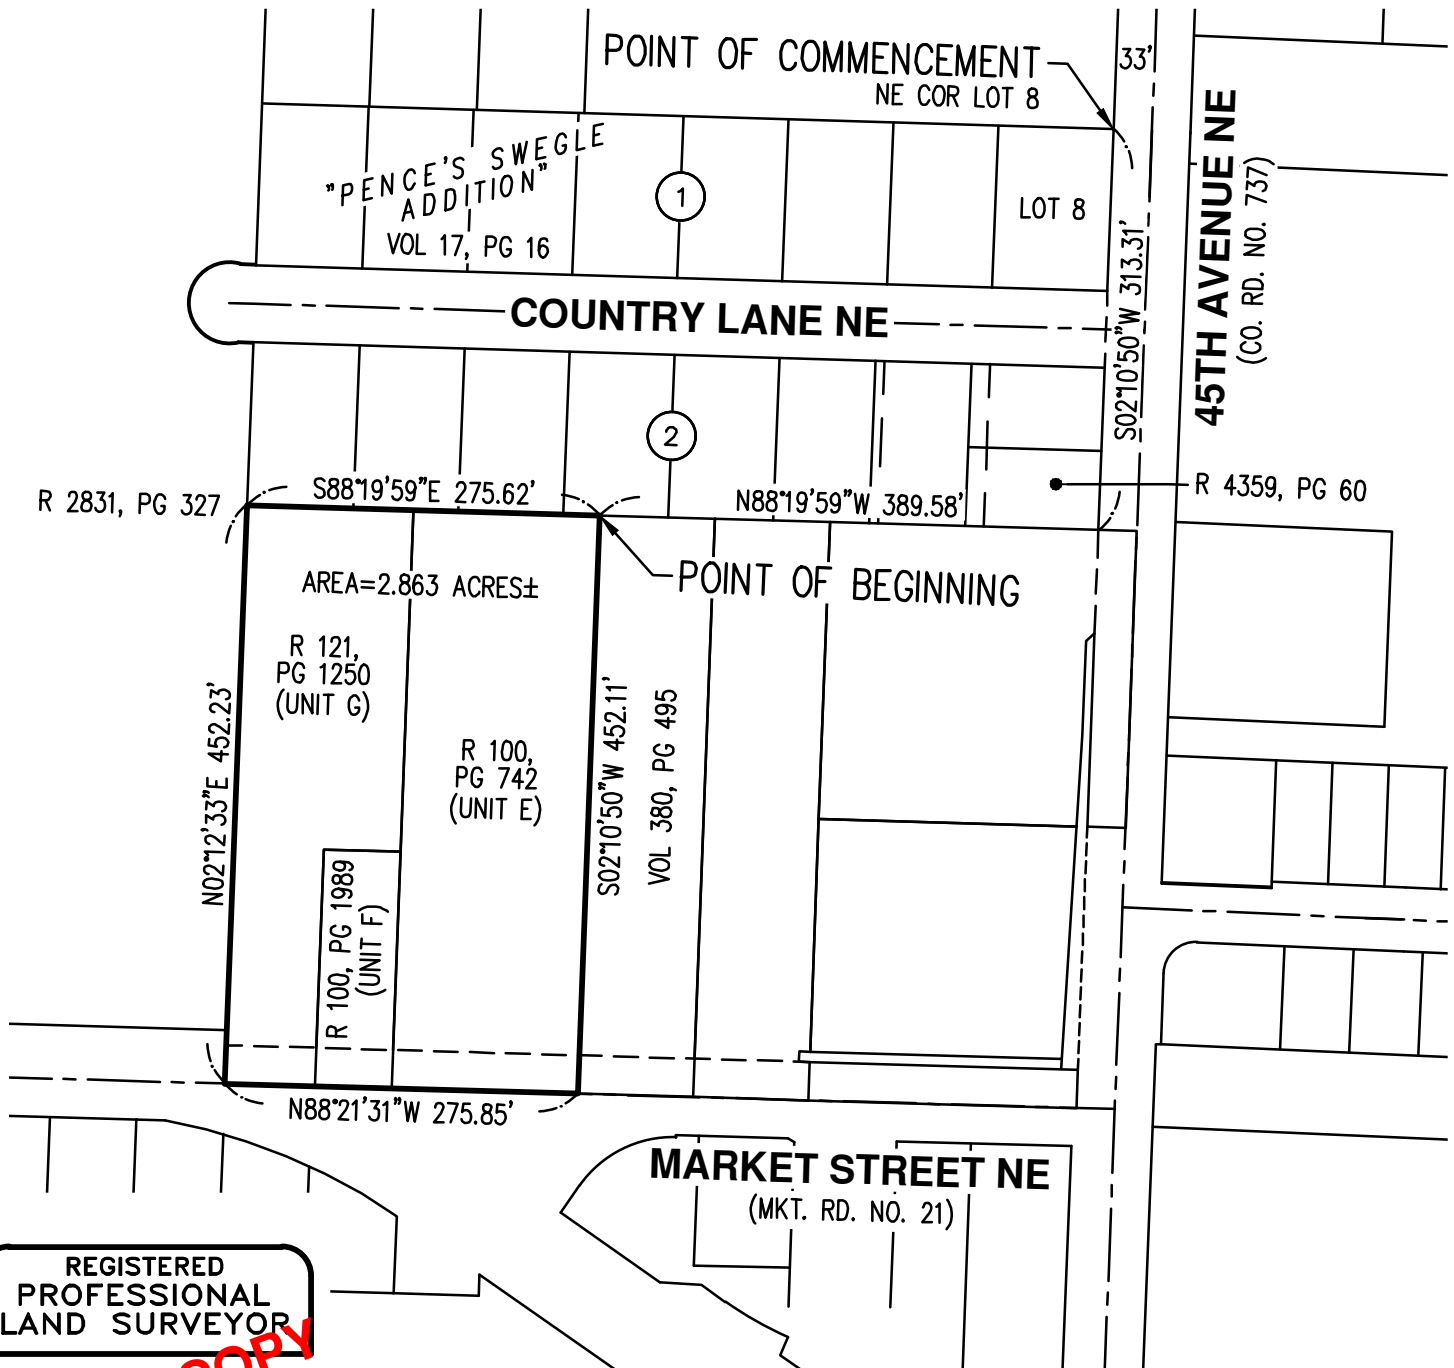 POINT OF COMMENCEMENT
NE COR LOT 8
33'
"PENCE'S SWEGLE
ADDITION"
VOL 17, PG 16
1
LOT 8
45TH AVENUE NE
(CO. RD. NO. 737)
S02°10'50"W 313.31'
COUNTRY LANE NE
2
R 2831, PG 327
S88°19'59"E 275.62'
N88°19'59"W 389.58'
R 4359, PG 60
POINT OF BEGINNING
AREA=2.863 ACRES±
R 121,
PG 1250
(UNIT G)
R 100,
PG 742
(UNIT E)
N02°12'33"E 452.23'
S02°10'50"W 452.11'
VOL 380, PG 495
R 100, PG 1989
(UNIT F)
N88°21'31"W 275.85'
MARKET STREET NE
(MKT. RD. NO. 21)
REGISTERED
PROFESSIONAL
LAND SURVEYOR
COPY